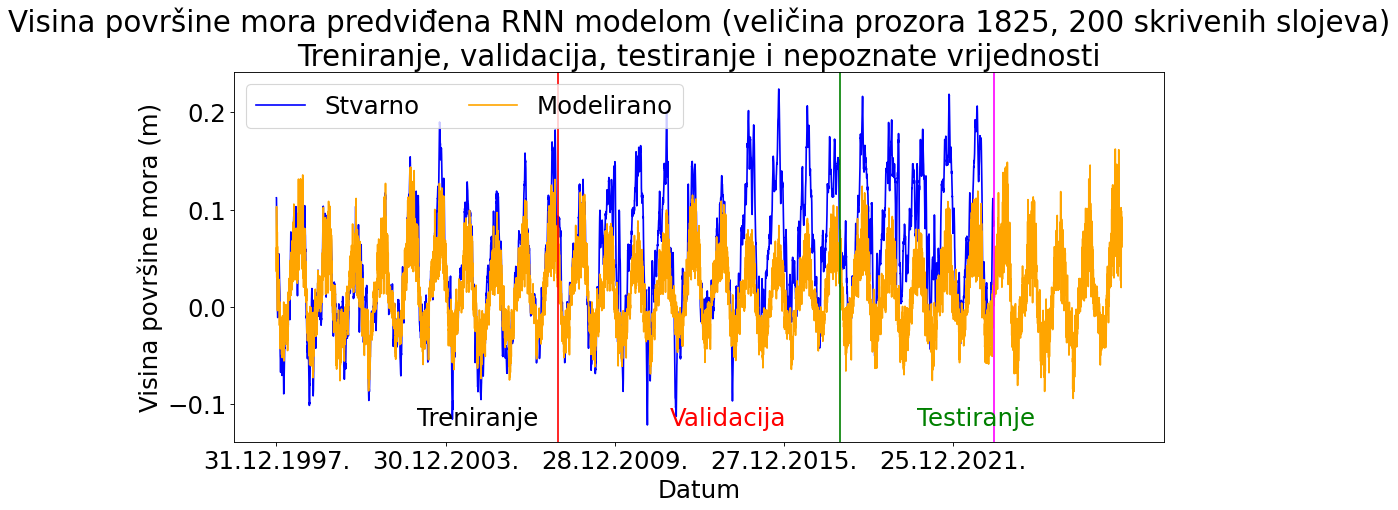 Visina površine mora predviđena RNN modelom (veličina prozora 1825, 200 skrivenih slojeva)
Treniranje, validacija, testiranje i nepoznate vrijednosti
Stvarno Modelirano
Visina površine mora (m)
0.2
0.1
0.0
−0.1
Treniranje Validacija Testiranje
31.12.1997. 30.12.2003. 28.12.2009. 27.12.2015. 25.12.2021.
Datum